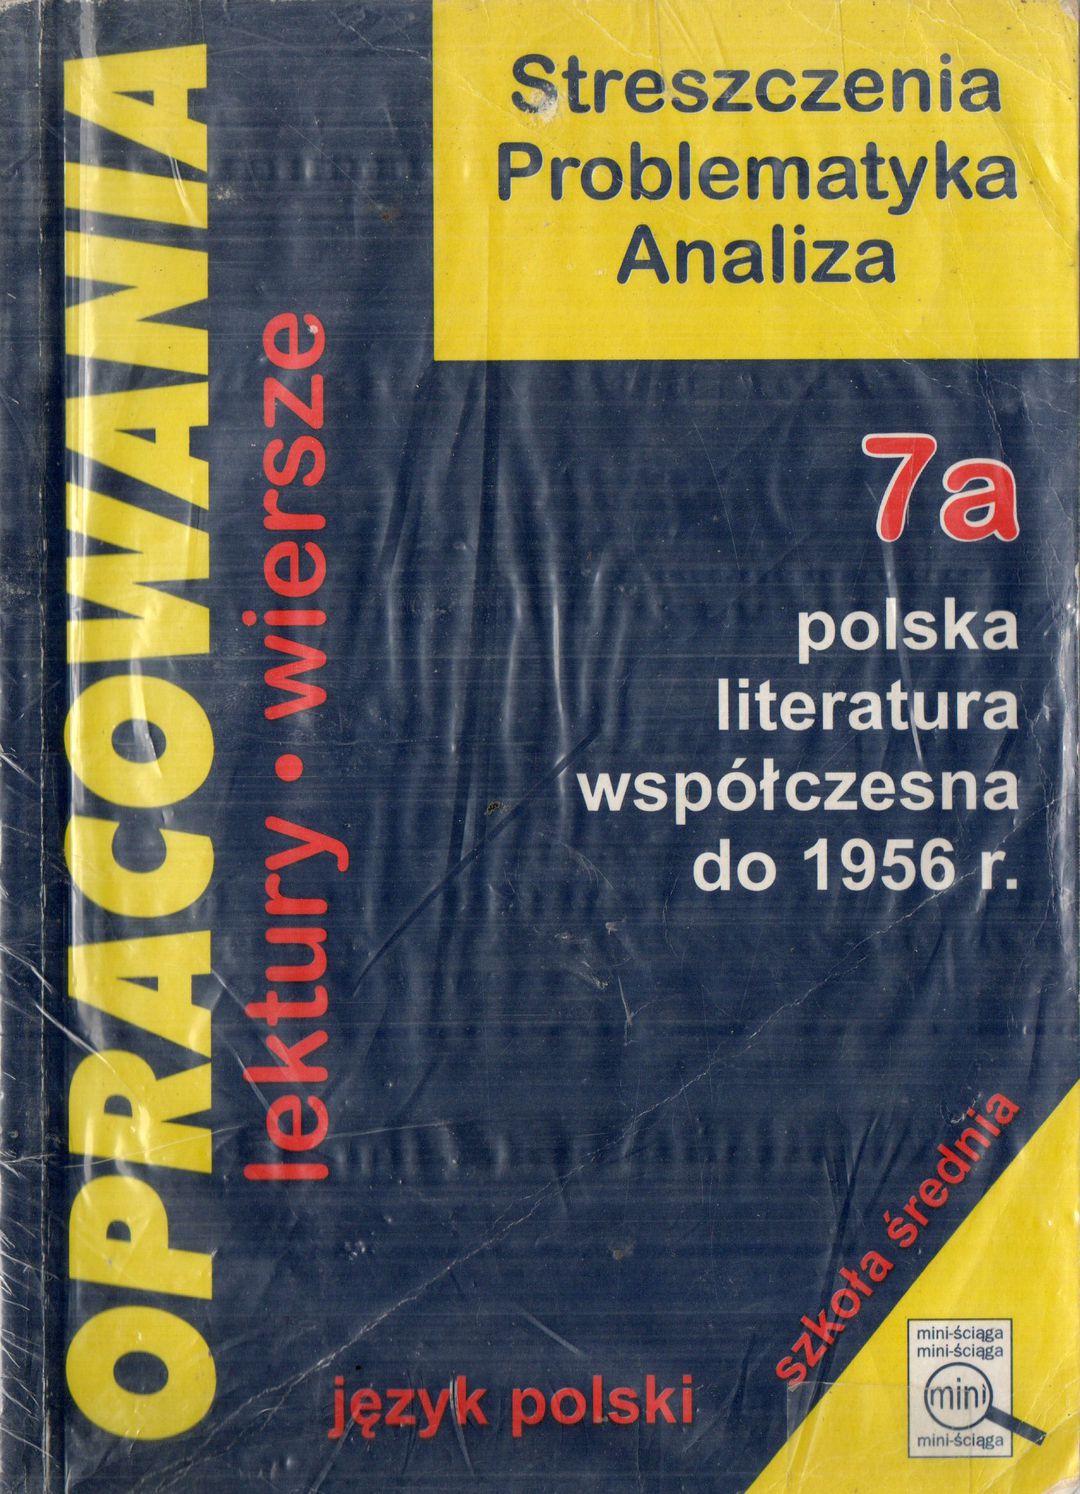 OPRACOWANIA
lektury • wiersze
Streszczenia
Problematyka
Analiza
7a
polska
literatura
współczesna
do 1956 r.
szkoła średnia
język polski
mini-ściąga
mini-ściąga
mini
mini-ściąga